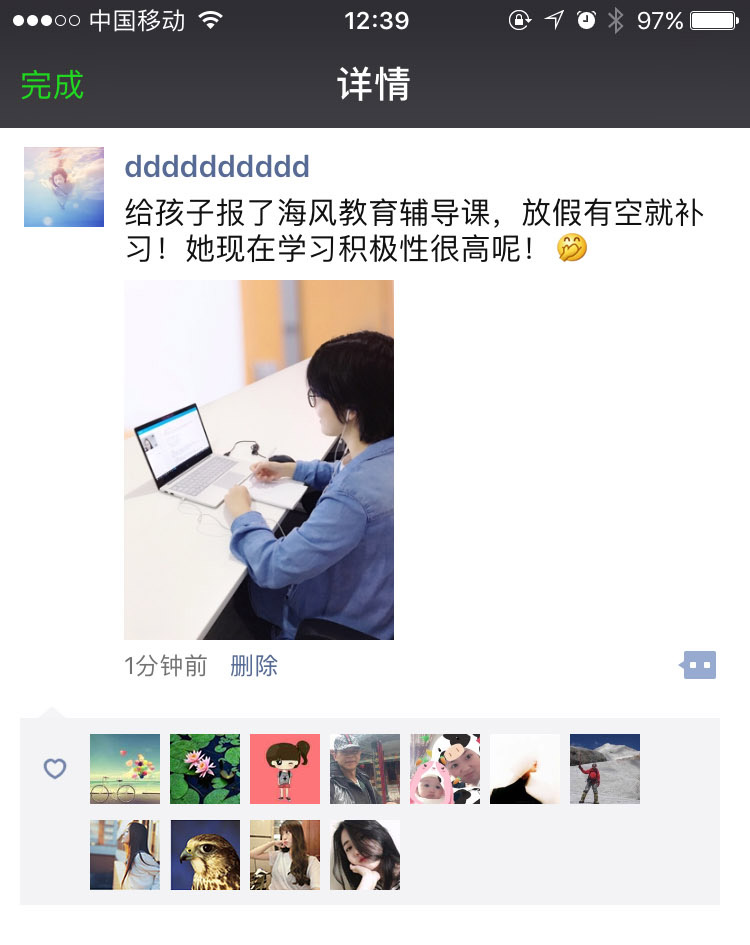 中国移动
12:39
97%
完成
详情
dddddddddd
给孩子报了海风教育辅导课，放假有空就补
习！她现在学习积极性很高呢！🤭
1分钟前 删除